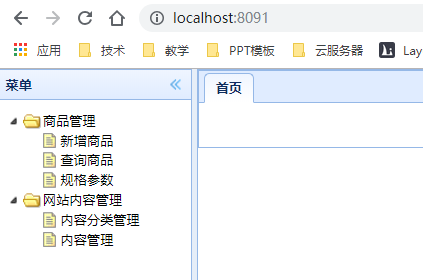 localhost:8091
应用 技术 教学 PPT模板 云服务器 Lay
菜单
首页
商品管理
新增商品
查询商品
规格参数
网站内容管理
内容分类管理
内容管理